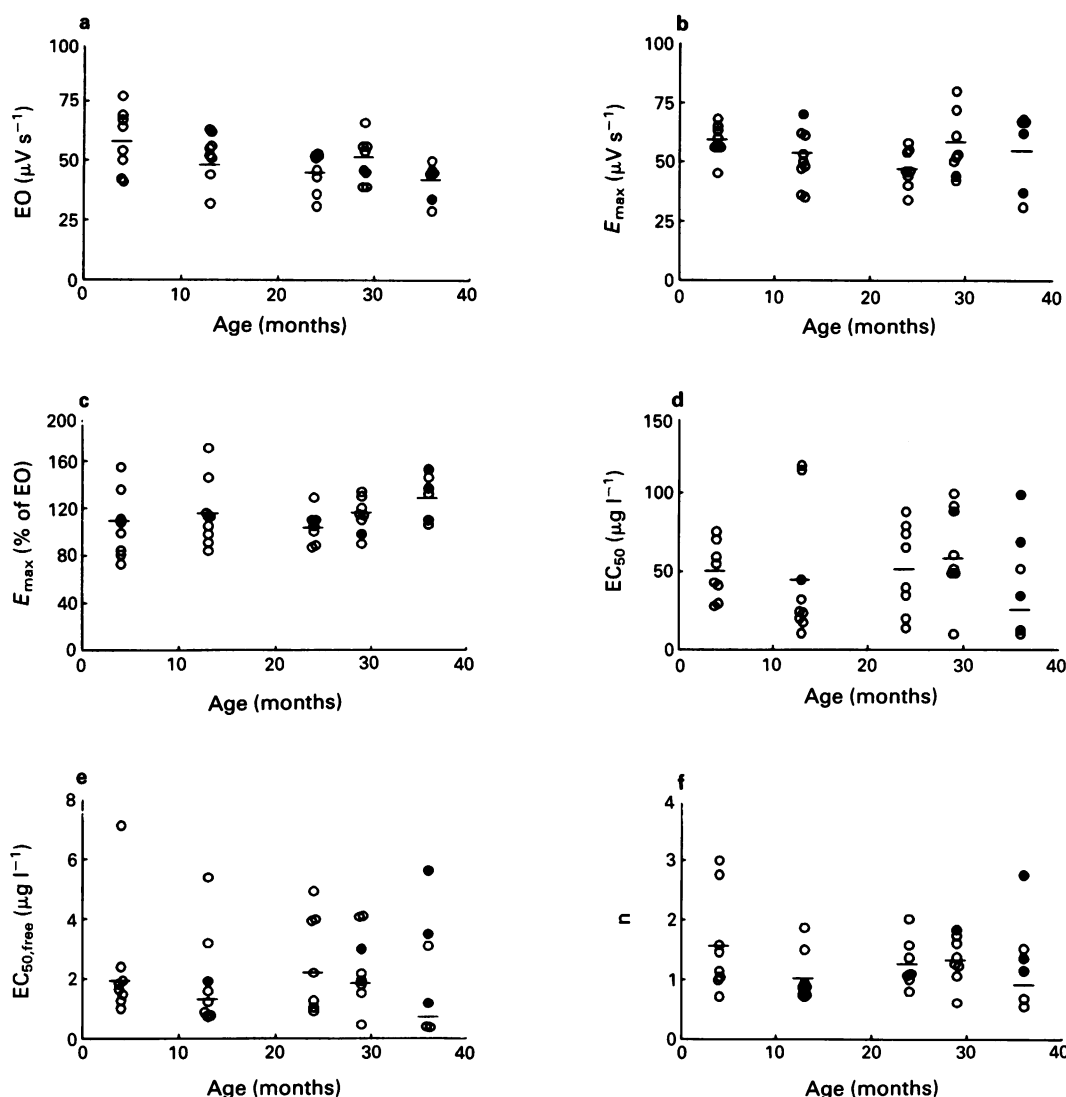 a
100
75
50
25
0
EO (μV s⁻¹)
0 10 20 30 40
Age (months)
b
100
75
50
25
0
E_max (μV s⁻¹)
0 10 20 30 40
Age (months)
c
200
160
120
80
40
0
E_max (% of EO)
0 10 20 30 40
Age (months)
d
150
100
50
0
EC₅₀ (μg l⁻¹)
0 10 20 30 40
Age (months)
e
8
6
4
2
0
EC₅₀,free (μg l⁻¹)
0 10 20 30 40
Age (months)
f
4
3
2
1
0
n
0 10 20 30 40
Age (months)